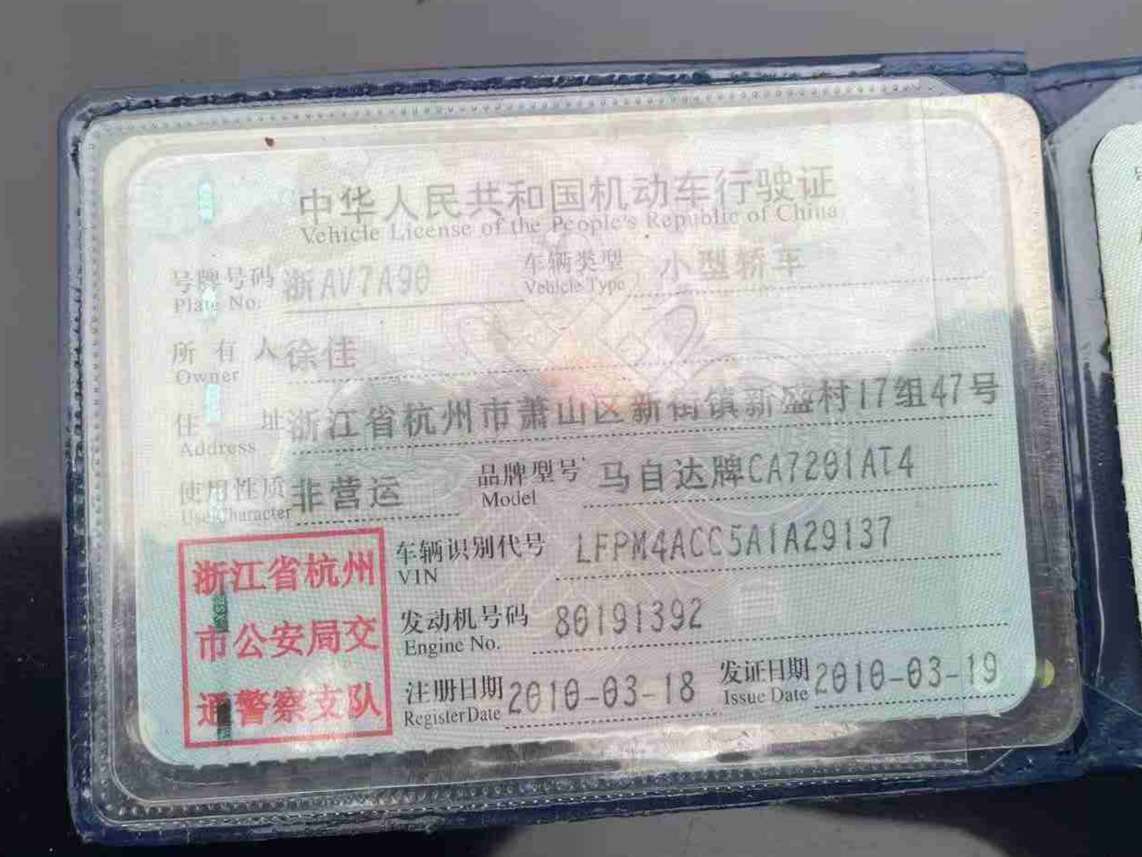 中华人民共和国机动车行驶证
Vehicle License of the People's Republic of China
号牌号码 浙AV7A90 车辆类型 小型轿车
Plate No. Vehicle Type
所有人 徐佳
Owner
住址 浙江省杭州市萧山区新街镇新盛村17组47号
Address
使用性质 非营运 品牌型号 马自达牌CA7201AT4
Use Character Model
浙江省杭州
市公安局交
通警察支队
车辆识别代号 LFPM4ACC5A1A29137
VIN
发动机号码 80191392
Engine No.
注册日期 2010-03-18 发证日期 2010-03-19
Register Date Issue Date